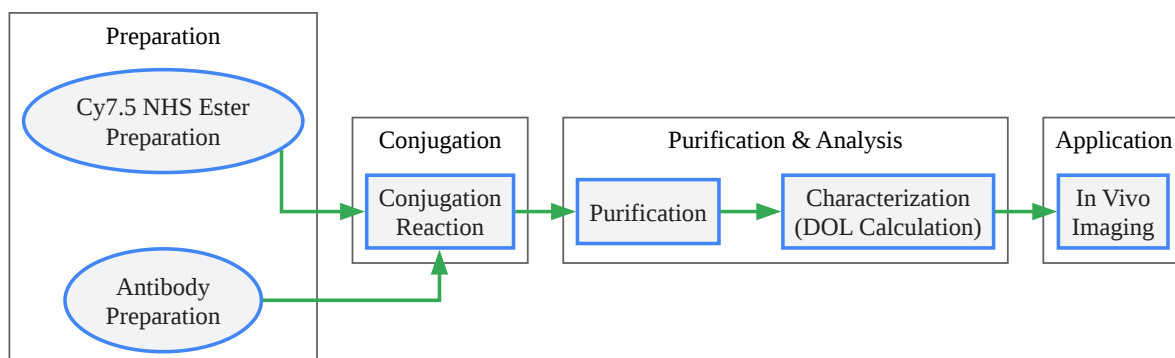 Preparation
Cy7.5 NHS Ester
Preparation
Antibody
Preparation
Conjugation
Conjugation
Reaction
Purification & Analysis
Purification
Characterization
(DOL Calculation)
Application
In Vivo
Imaging